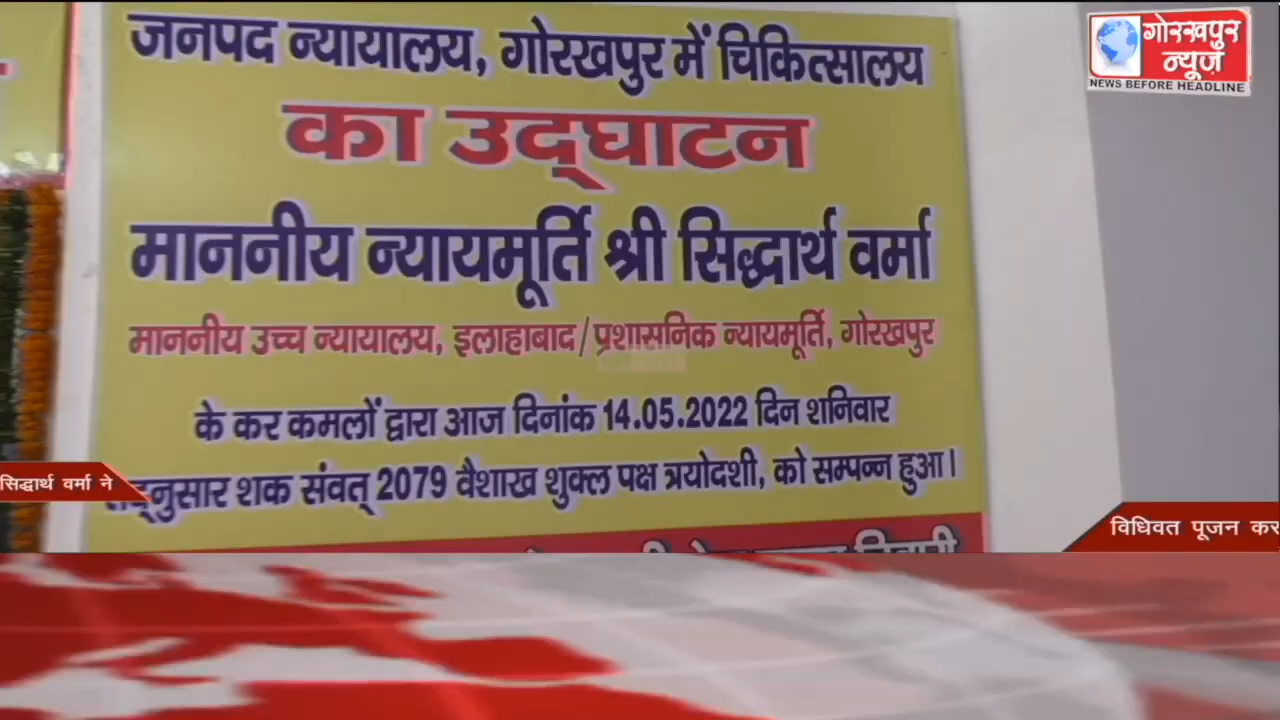 जनपद न्यायालय, गोरखपुर में चिकित्सालय
का उद्घाटन
माननीय न्यायमूर्ति श्री सिद्धार्थ वर्मा
माननीय उच्च न्यायालय, इलाहाबाद/प्रशासनिक न्यायमूर्ति, गोरखपुर
के कर कमलों द्वारा आज दिनांक 14.05.2022 दिन शनिवार
शक संवत् 2079 वैशाख शुक्ल पक्ष त्रयोदशी, को सम्पन्न हुआ।
गोरखपुर
न्यूज़
NEWS BEFORE HEADLINE
सिद्धार्थ वर्मा ने
विधिवत पूजन कर